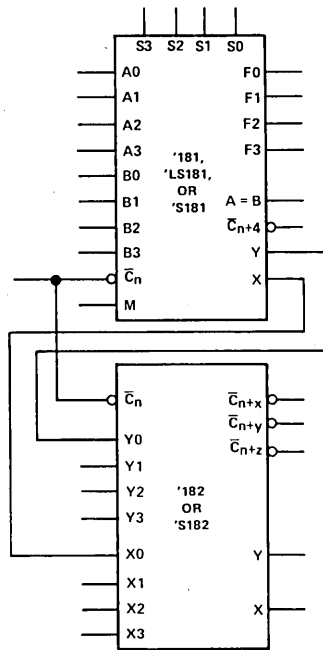 S3 S2 S1 S0
A0 F0
A1 F1
A2 F2
A3 F3
'181,
'LS181,
OR
'S181
B0
B1 A = B
B2 C̅n+4
B3 Y
C̅n X
M
C̅n C̅n+x
C̅n+y
Y0 C̅n+z
Y1
Y2 '182
OR
'S182
Y3
X0 Y
X1
X2 X
X3